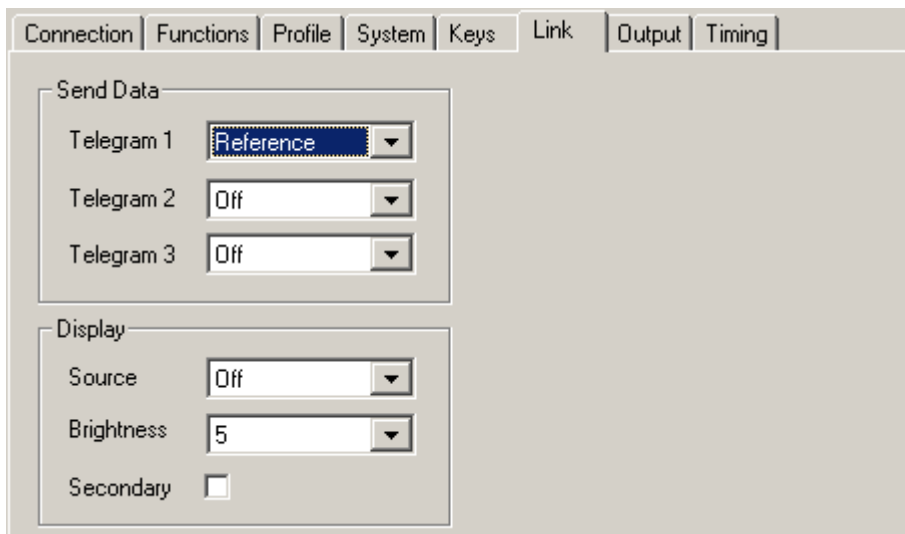 Connection Functions Profile System Keys Link Output Timing
Send Data
Telegram 1 Reference
Telegram 2 Off
Telegram 3 Off
Display
Source Off
Brightness 5
Secondary